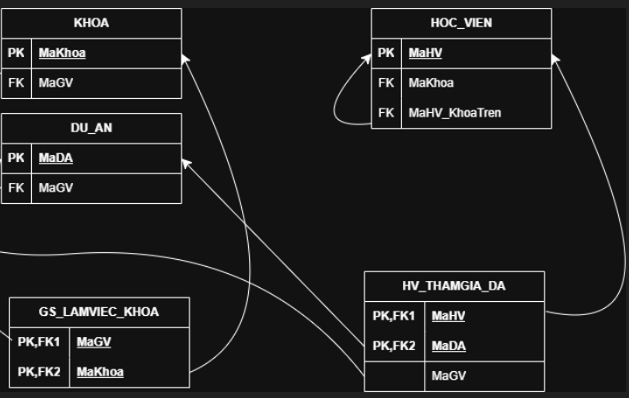 KHOA
PK MaKhoa
FK MaGV
DU_AN
PK MaDA
FK MaGV
GS_LAMVIEC_KHOA
PK,FK1 MaGV
PK,FK2 MaKhoa
HOC_VIEN
PK MaHV
FK MaKhoa
FK MaHV_KhoaTren
HV_THAMGIA_DA
PK,FK1 MaHV
PK,FK2 MaDA
MaGV